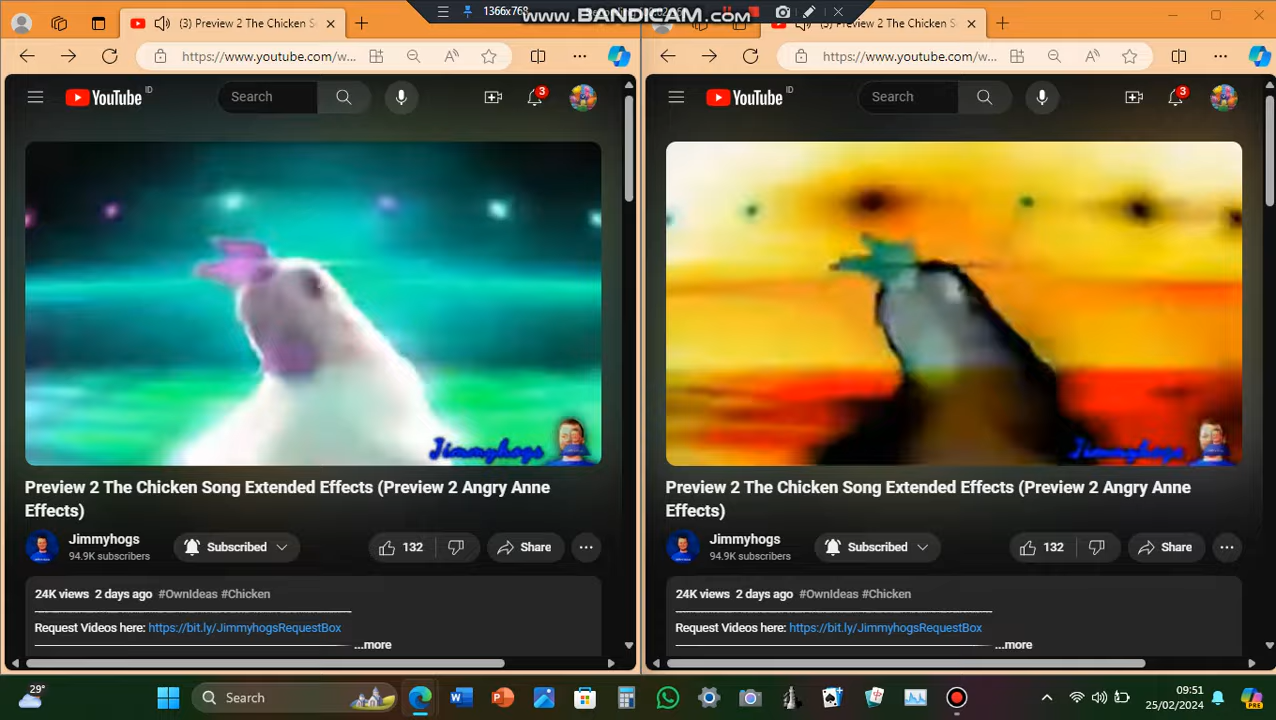 1366x768
www.BANDICAM.com
(3) Preview 2 The Chicken S
(3) Preview 2 The Chicken S
https://www.youtube.com/w...
https://www.youtube.com/w...
YouTube ID
Search
3
YouTube ID
Search
3
Jimmyhogs
Jimmyhogs
Preview 2 The Chicken Song Extended Effects (Preview 2 Angry Anne
Effects)
Jimmyhogs
94.9K subscribers
Subscribed
132
Share
24K views 2 days ago #OwnIdeas #Chicken
Request Videos here: https://bit.ly/JimmyhogsRequestBox
...more
Preview 2 The Chicken Song Extended Effects (Preview 2 Angry Anne
Effects)
Jimmyhogs
94.9K subscribers
Subscribed
132
Share
24K views 2 days ago #OwnIdeas #Chicken
Request Videos here: https://bit.ly/JimmyhogsRequestBox
...more
29°
Search
09:51
25/02/2024